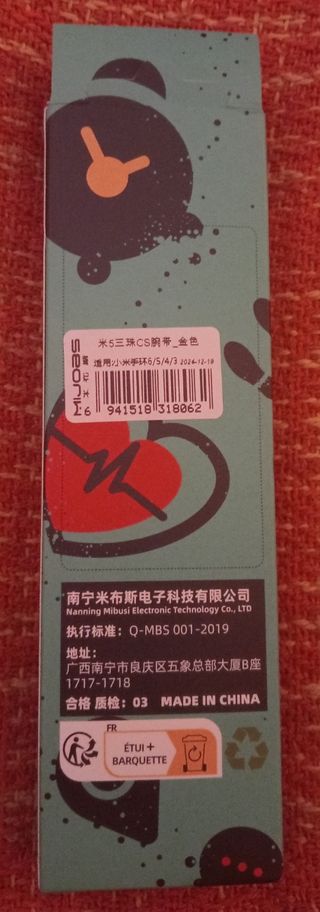 米5三珠CS腕带_金色
适用:小米手环6/5/4/3 2024-12-19
MIJOBS 米布斯
6 941518 318062
南宁米布斯电子科技有限公司
Nanning Mibusi Electronic Technology Co., LTD
执行标准：Q-MBS 001-2019
地址：
广西南宁市良庆区五象总部大厦B座
1717-1718
合格 质检：03 MADE IN CHINA
FR
ÉTUI +
BARQUETTE